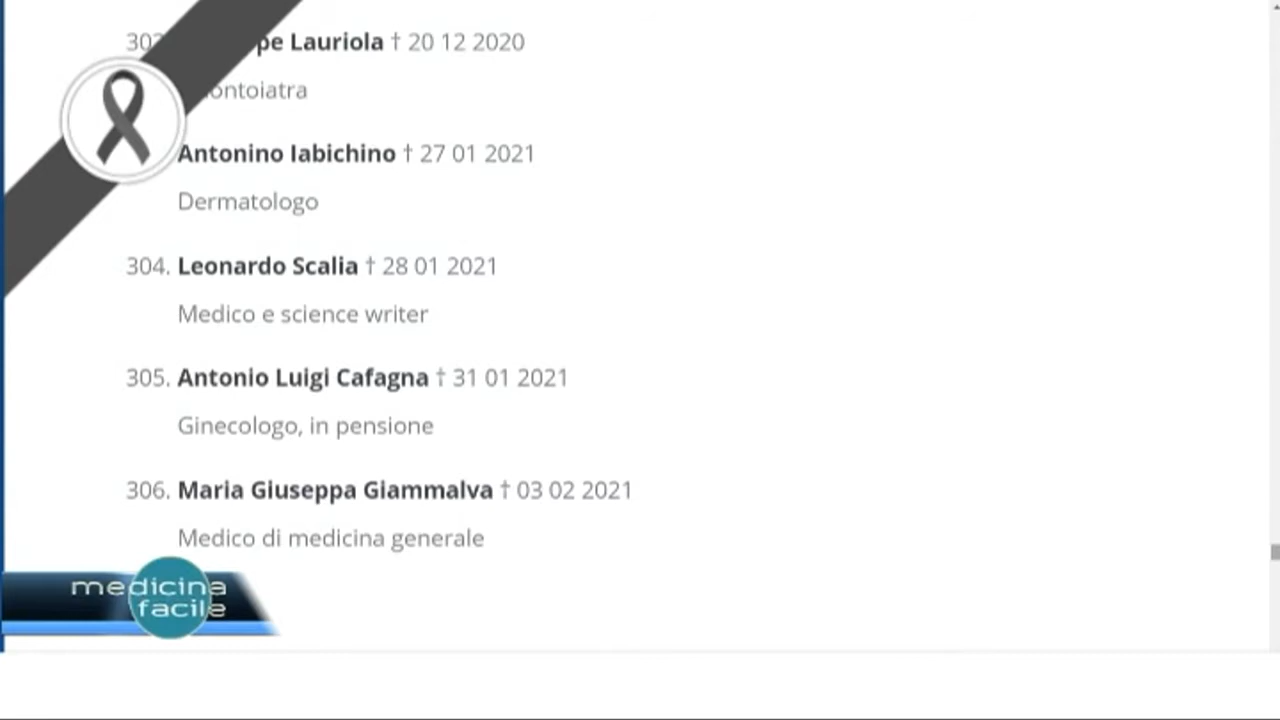 Lauriola † 20 12 2020
Antonino Iabichino † 27 01 2021
Dermatologo
304. Leonardo Scalia † 28 01 2021
Medico e science writer
305. Antonio Luigi Cafagna † 31 01 2021
Ginecologo, in pensione
306. Maria Giuseppa Giammalva † 03 02 2021
Medico di medicina generale
medicina
facile